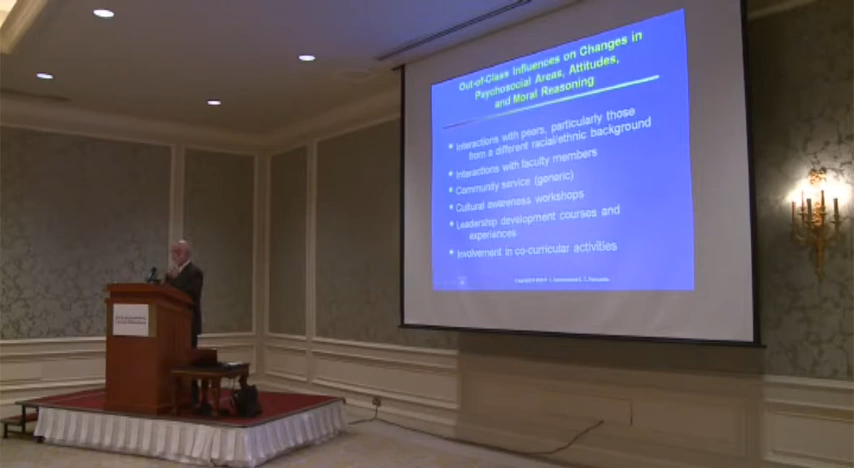 Out-of-Class Influences on Changes in
Psychosocial Areas, Attitudes,
and Moral Reasoning
Interactions with peers, particularly those
from a different racial/ethnic background
Interactions with faculty members
Community service (generic)
Cultural awareness workshops
Leadership development courses and
experiences
Involvement in co-curricular activities